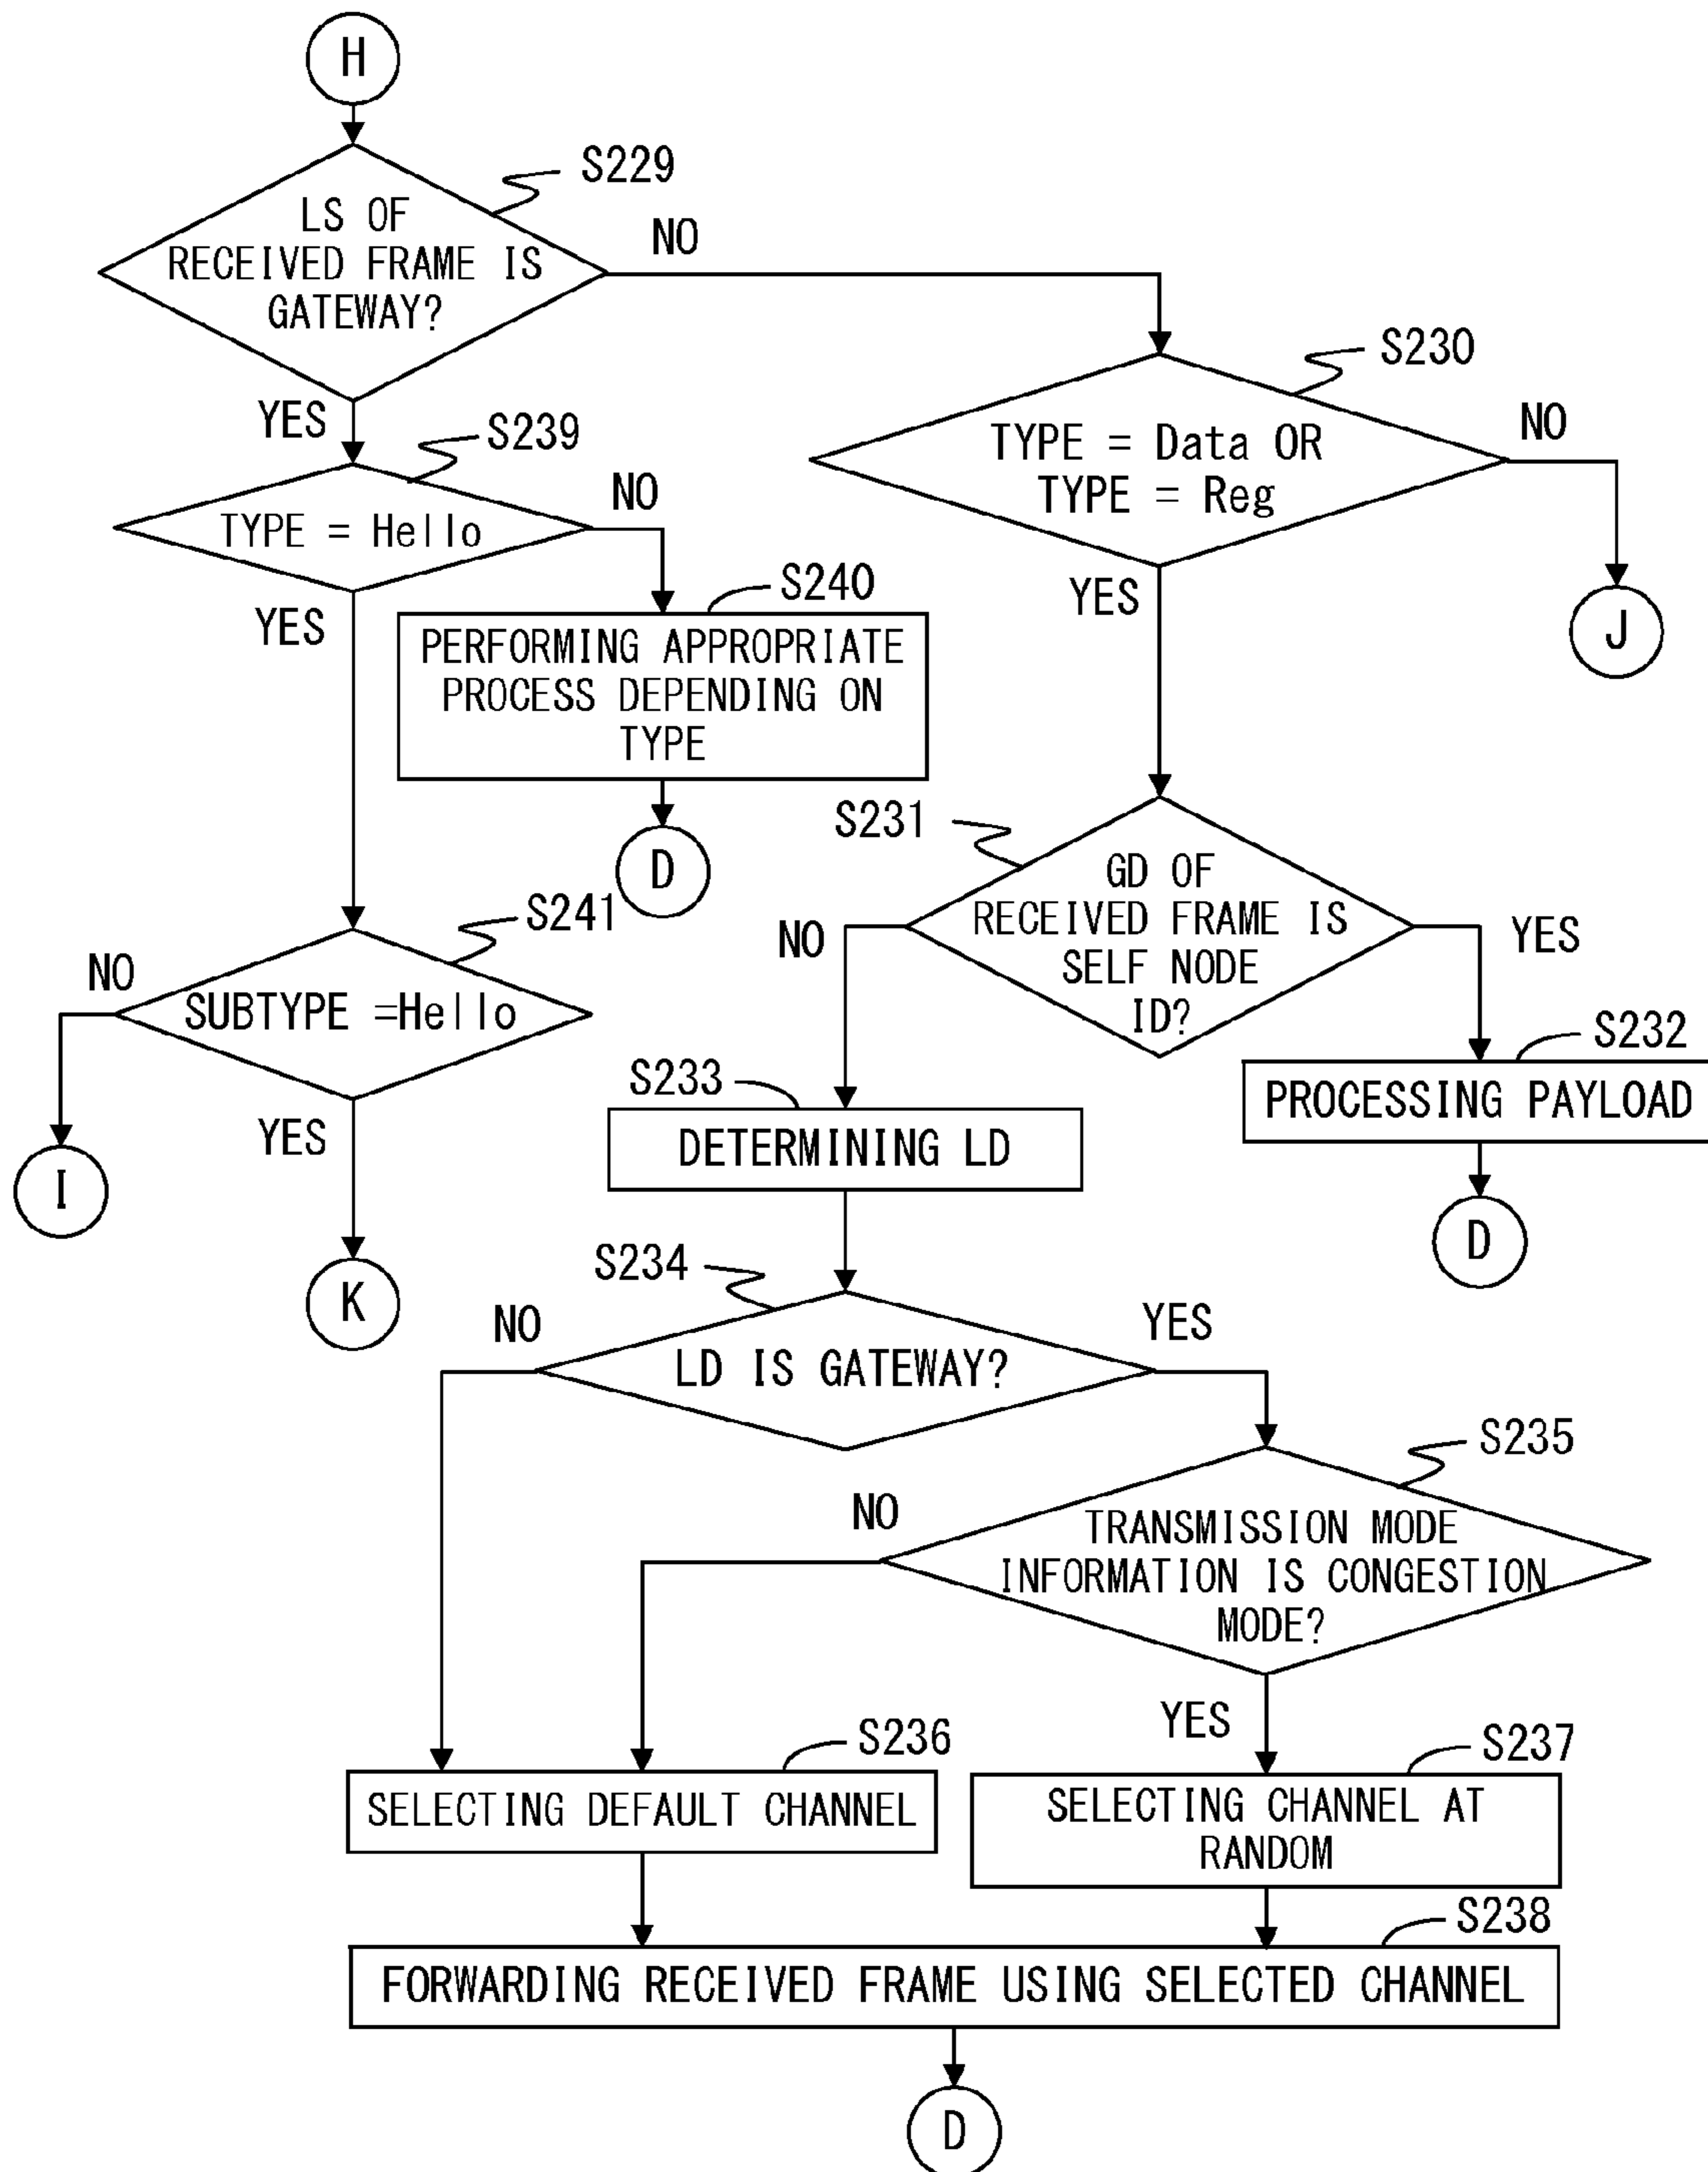 H
S229
LS OF
RECEIVED FRAME IS
GATEWAY?
NO
YES
S230
TYPE = Data OR
TYPE = Reg
NO
YES
J
S239
TYPE = Hello
NO
YES
S240
PERFORMING APPROPRIATE
PROCESS DEPENDING ON
TYPE
D
S231
GD OF
RECEIVED FRAME IS
SELF NODE
ID?
NO
YES
S241
SUBTYPE =Hello
NO
YES
I
K
S232
PROCESSING PAYLOAD
D
S233
DETERMINING LD
S234
LD IS GATEWAY?
NO
YES
S235
TRANSMISSION MODE
INFORMATION IS CONGESTION
MODE?
NO
YES
S236
SELECTING DEFAULT CHANNEL
S237
SELECTING CHANNEL AT
RANDOM
S238
FORWARDING RECEIVED FRAME USING SELECTED CHANNEL
D